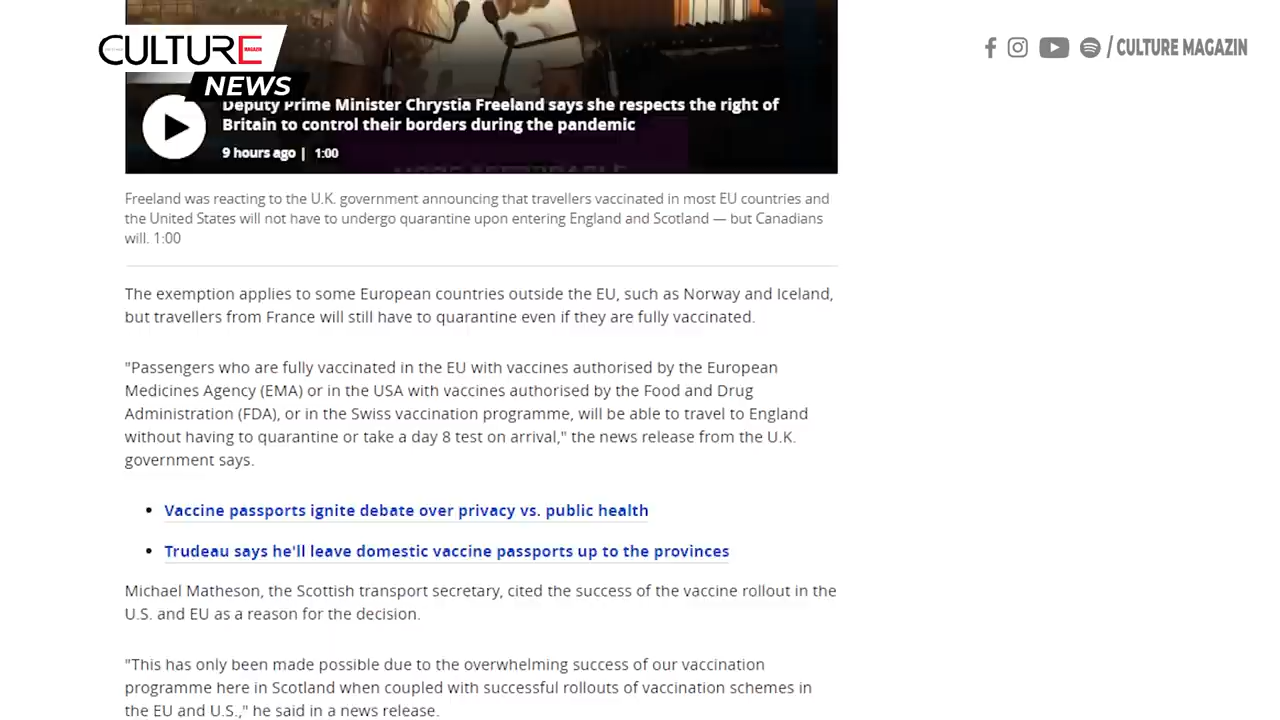 CULTURE
MAGAZIN
NEWS
/ CULTURE MAGAZIN
Deputy Prime Minister Chrystia Freeland says she respects the right of
Britain to control their borders during the pandemic
9 hours ago | 1:00
Freeland was reacting to the U.K. government announcing that travellers vaccinated in most EU countries and
the United States will not have to undergo quarantine upon entering England and Scotland — but Canadians
will. 1:00
The exemption applies to some European countries outside the EU, such as Norway and Iceland,
but travellers from France will still have to quarantine even if they are fully vaccinated.
"Passengers who are fully vaccinated in the EU with vaccines authorised by the European
Medicines Agency (EMA) or in the USA with vaccines authorised by the Food and Drug
Administration (FDA), or in the Swiss vaccination programme, will be able to travel to England
without having to quarantine or take a day 8 test on arrival," the news release from the U.K.
government says.
• Vaccine passports ignite debate over privacy vs. public health
• Trudeau says he'll leave domestic vaccine passports up to the provinces
Michael Matheson, the Scottish transport secretary, cited the success of the vaccine rollout in the
U.S. and EU as a reason for the decision.
"This has only been made possible due to the overwhelming success of our vaccination
programme here in Scotland when coupled with successful rollouts of vaccination schemes in
the EU and U.S.," he said in a news release.